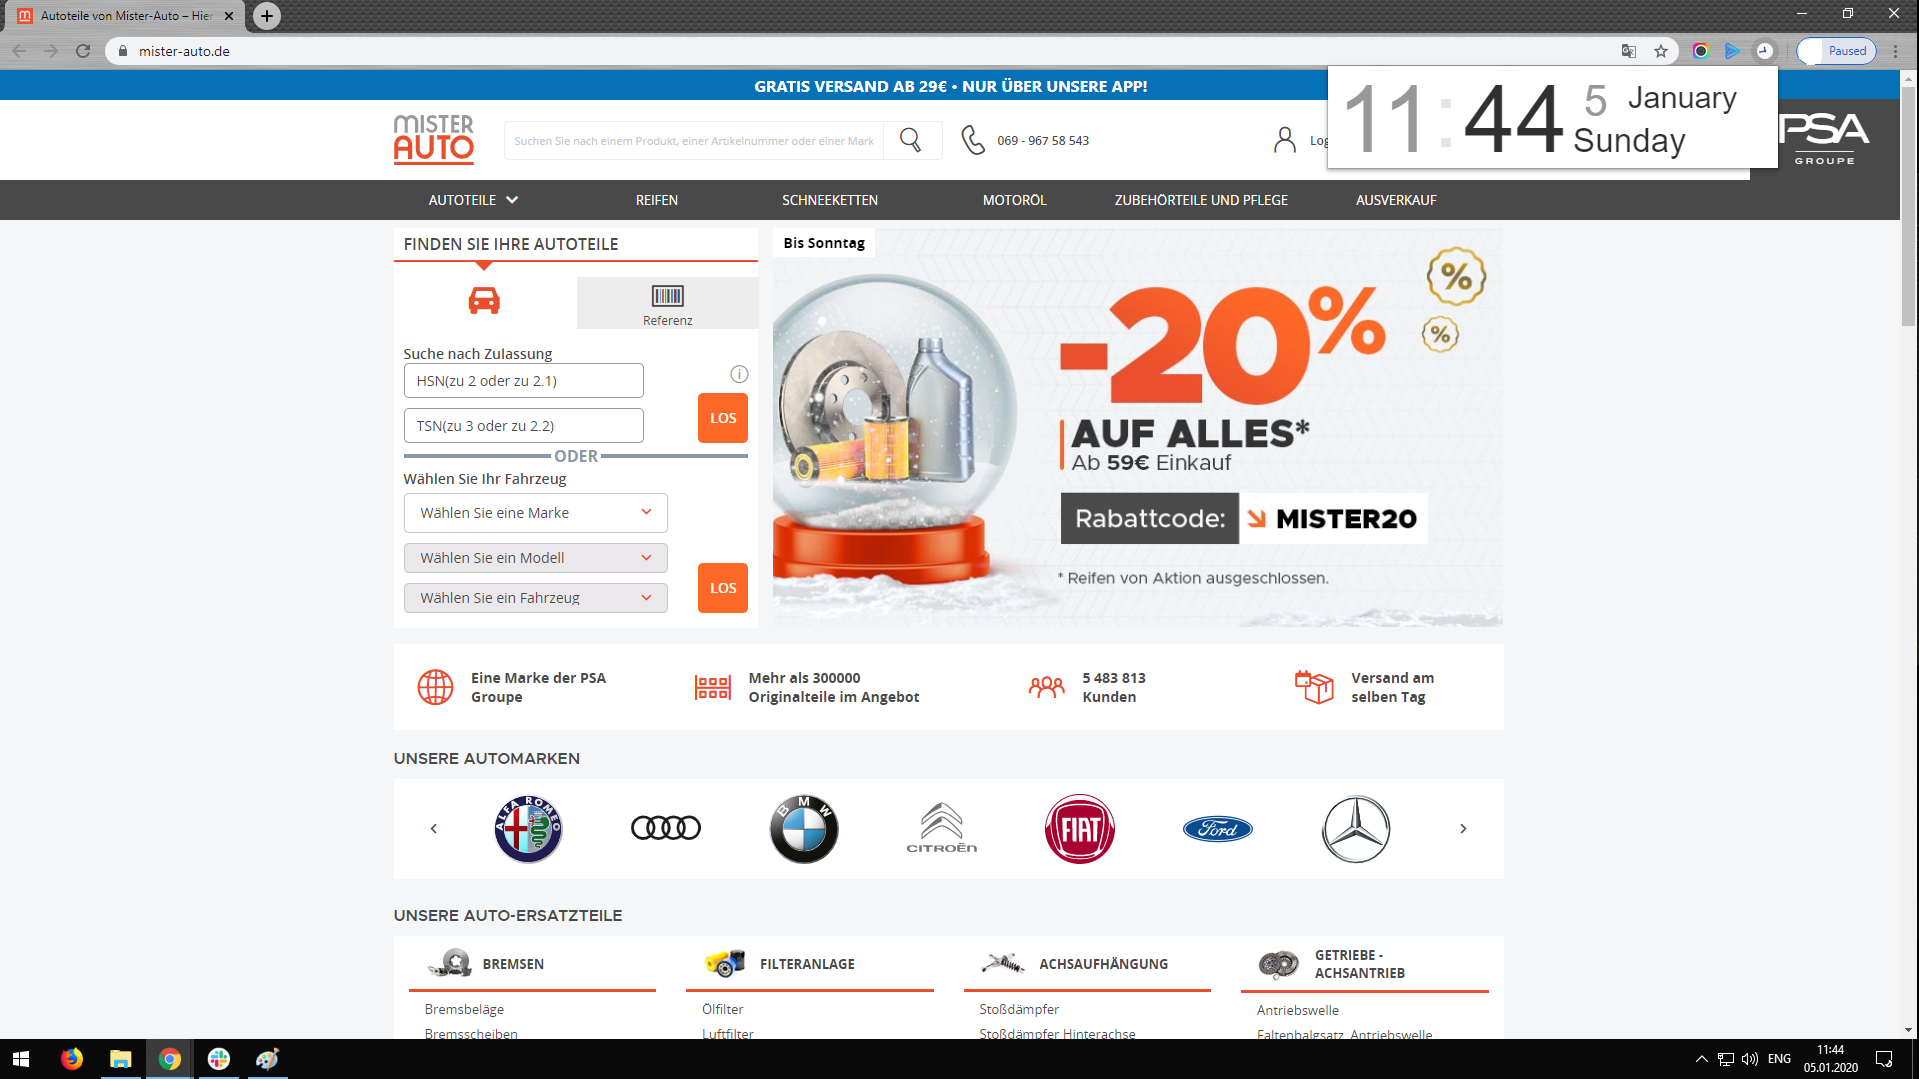 Autoteile von Mister-Auto – Hier
mister-auto.de
Paused
GRATIS VERSAND AB 29€ • NUR ÜBER UNSERE APP!
11:44
5 January
Sunday
MISTER
AUTO
Suchen Sie nach einem Produkt, einer Artikelnummer oder einer Mark
069 - 967 58 543
Log
PSA
GROUPE
AUTOTEILE
REIFEN
SCHNEEKETTEN
MOTORÖL
ZUBEHÖRTEILE UND PFLEGE
AUSVERKAUF
FINDEN SIE IHRE AUTOTEILE
Referenz
Suche nach Zulassung
HSN(zu 2 oder zu 2.1)
TSN(zu 3 oder zu 2.2)
LOS
ODER
Wählen Sie Ihr Fahrzeug
Wählen Sie eine Marke
Wählen Sie ein Modell
Wählen Sie ein Fahrzeug
LOS
Bis Sonntag
-20%
%
%
AUF ALLES*
Ab 59€ Einkauf
Rabattcode: MISTER20
* Reifen von Aktion ausgeschlossen.
Eine Marke der PSA
Groupe
Mehr als 300000
Originalteile im Angebot
5 483 813
Kunden
Versand am
selben Tag
UNSERE AUTOMARKEN
ALFA ROMEO
BMW
CITROËN
FIAT
Ford
UNSERE AUTO-ERSATZTEILE
BREMSEN
Bremsbeläge
Bremsscheiben
FILTERANLAGE
Ölfilter
Luftfilter
ACHSAUFHÄNGUNG
Stoßdämpfer
Stoßdämpfer Hinterachse
GETRIEBE -
ACHSANTRIEB
Antriebswelle
Faltenbalgsatz, Antriebswelle
ENG
11:44
05.01.2020